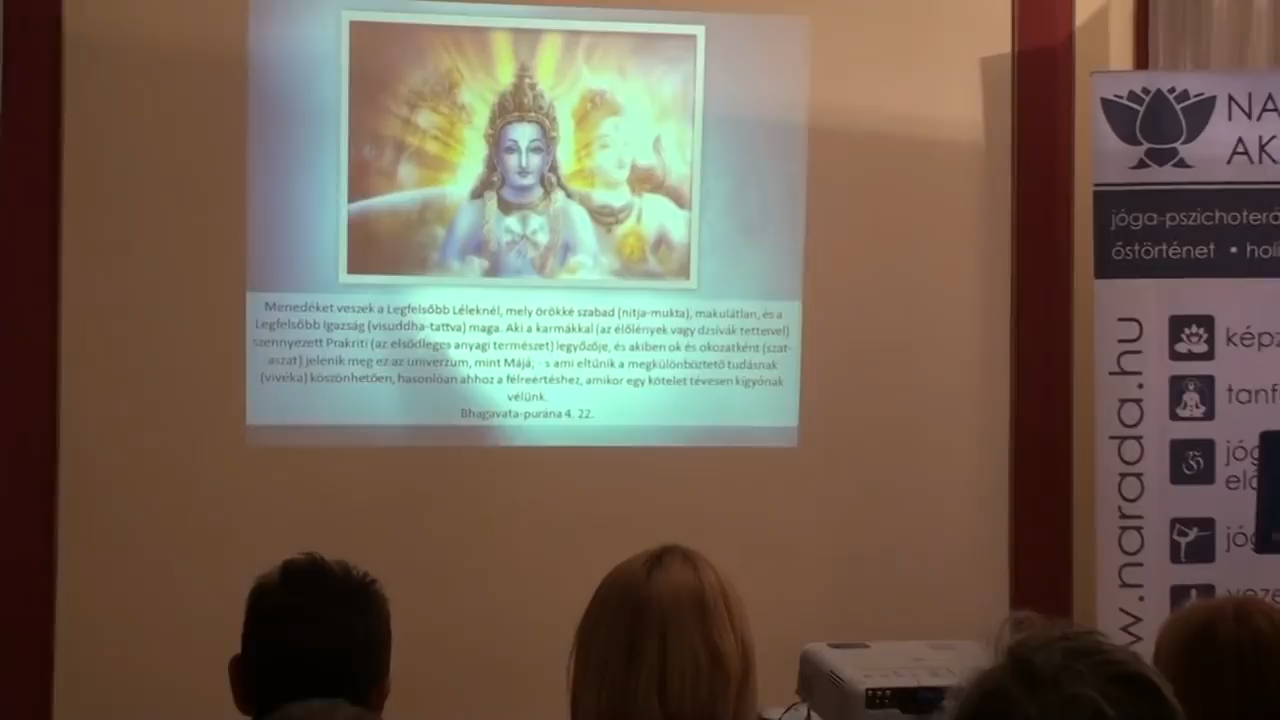 Menedéket veszek a Legfelsőbb Léleknél, mely örökké szabad (nitja-mukta), makulátlan, és a
Legfelsőbb Igazság (visuddha-tattva) maga. Aki a karmákkal (az élőlények vagy dzsívák tetteivel)
szennyezett Prakriti (az elsődleges anyagi természet) legyőzője, és akiben ok és okozatként (szat-
aszat) jelenik meg ez az univerzum, mint Májá, s ami eltűnik a megkülönböztető tudásnak
(vivéka) köszönhetően, hasonlóan ahhoz a félreértéshez, amikor egy kötelet tévesen kígyónak
vélünk.
Bhagavata-purána 4. 22.
NA
AK
jóga-pszichoterá
őstörténet • holi
w.narada.hu
képz
tanf
jóg
elő
jóg
veze